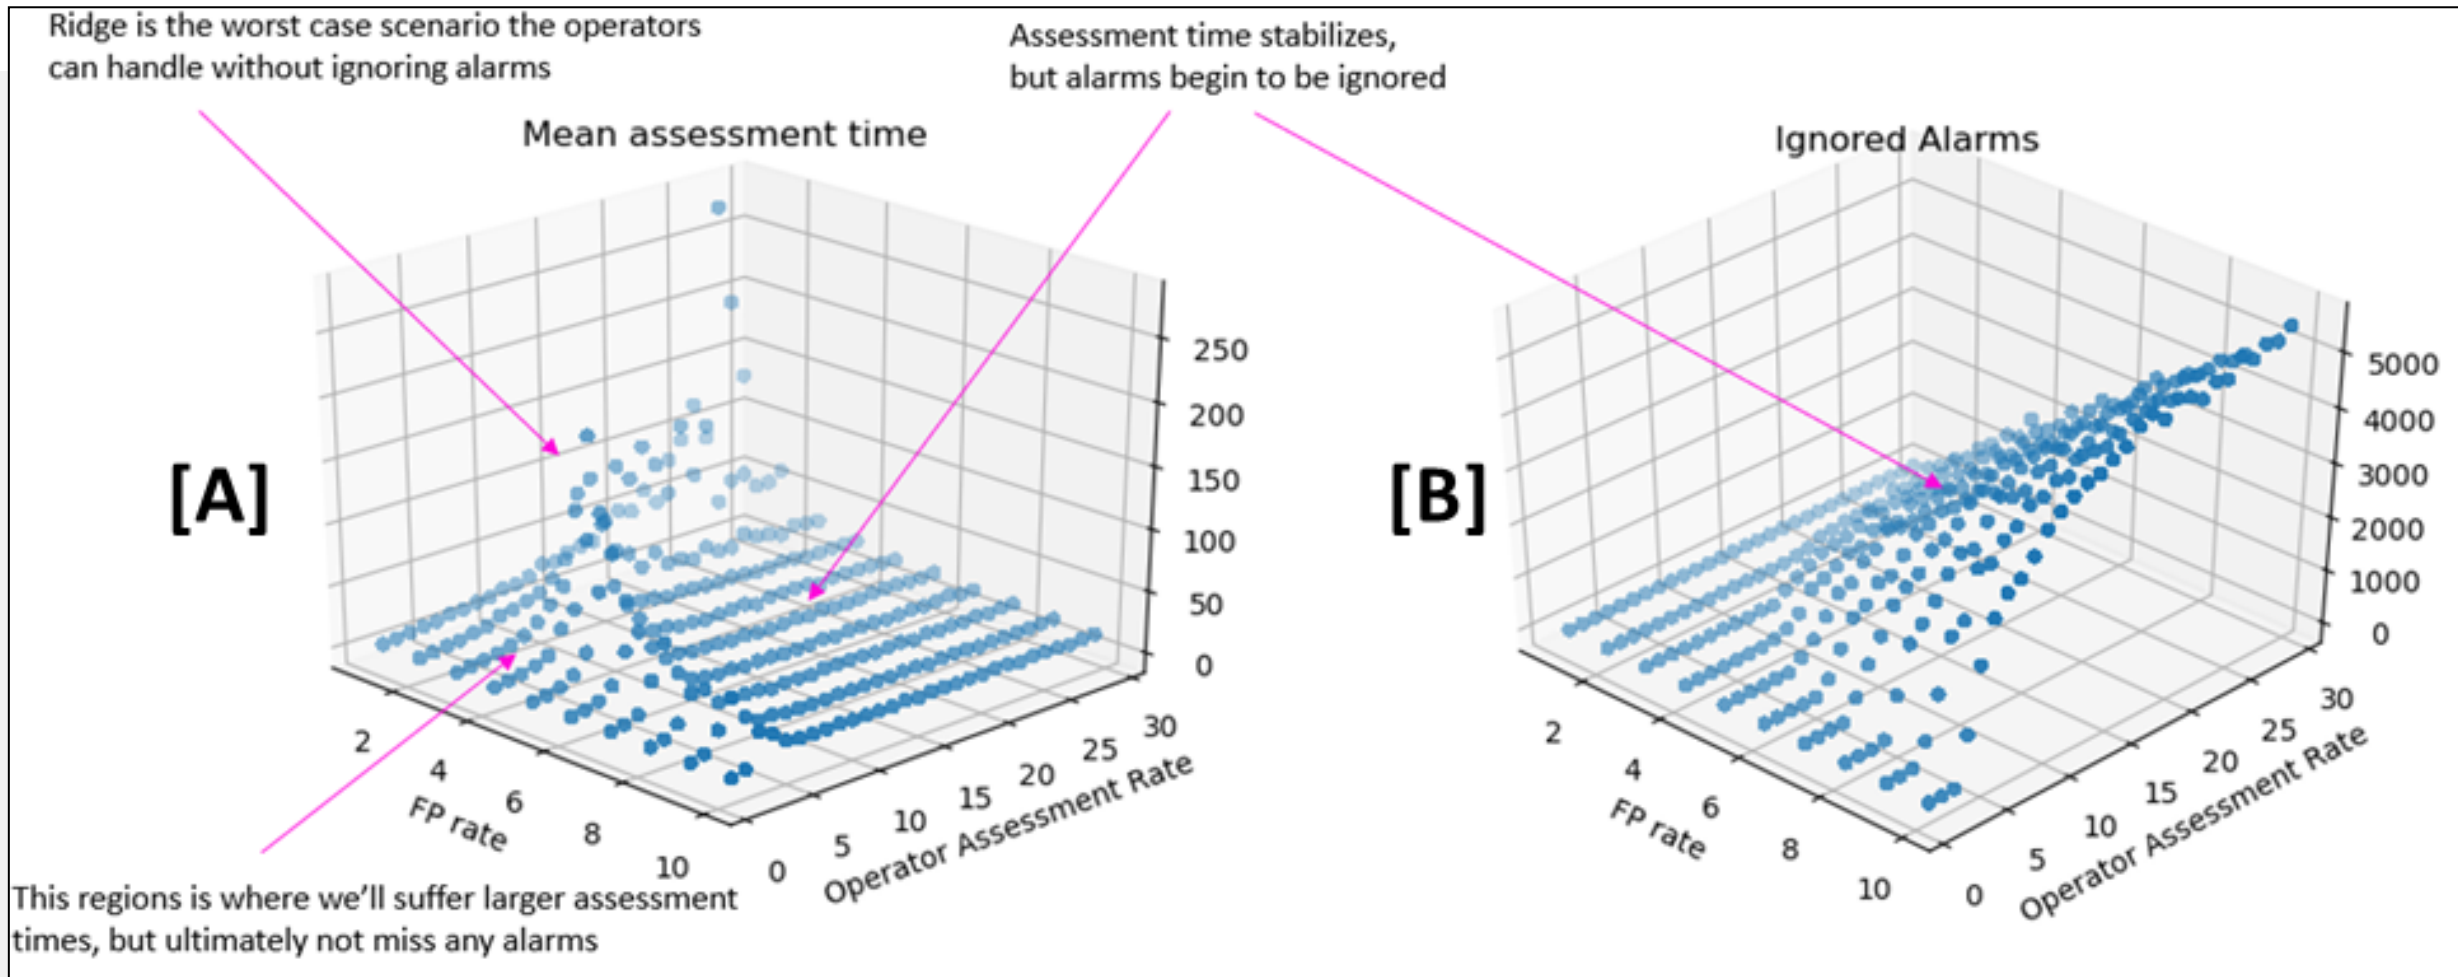 Ridge is the worst case scenario the operators
can handle without ignoring alarms
Assessment time stabilizes,
but alarms begin to be ignored
Mean assessment time
[A]
250
200
150
100
50
0
2
4
6
8
10
FP rate
0
5
10
15
20
25
30
Operator Assessment Rate
This regions is where we’ll suffer larger assessment
times, but ultimately not miss any alarms
Ignored Alarms
[B]
5000
4000
3000
2000
1000
0
2
4
6
8
10
FP rate
0
5
10
15
20
25
30
Operator Assessment Rate